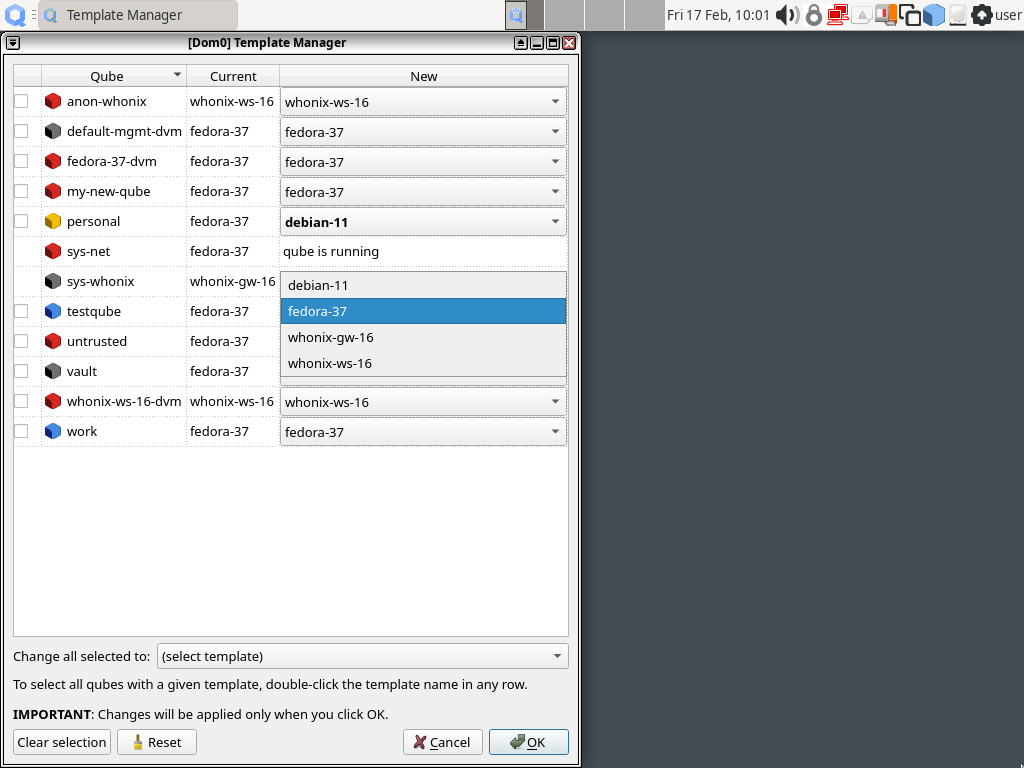 Template Manager
Fri 17 Feb, 10:01
user
[Dom0] Template Manager
Qube Current New
anon-whonix whonix-ws-16 whonix-ws-16
default-mgmt-dvm fedora-37 fedora-37
fedora-37-dvm fedora-37 fedora-37
my-new-qube fedora-37 fedora-37
personal fedora-37 debian-11
sys-net fedora-37 qube is running
sys-whonix whonix-gw-16 debian-11
testqube fedora-37 fedora-37
untrusted fedora-37 whonix-gw-16
vault fedora-37 whonix-ws-16
whonix-ws-16-dvm whonix-ws-16 whonix-ws-16
work fedora-37 fedora-37
Change all selected to: (select template)
To select all qubes with a given template, double-click the template name in any row.
IMPORTANT: Changes will be applied only when you click OK.
Clear selection Reset Cancel OK